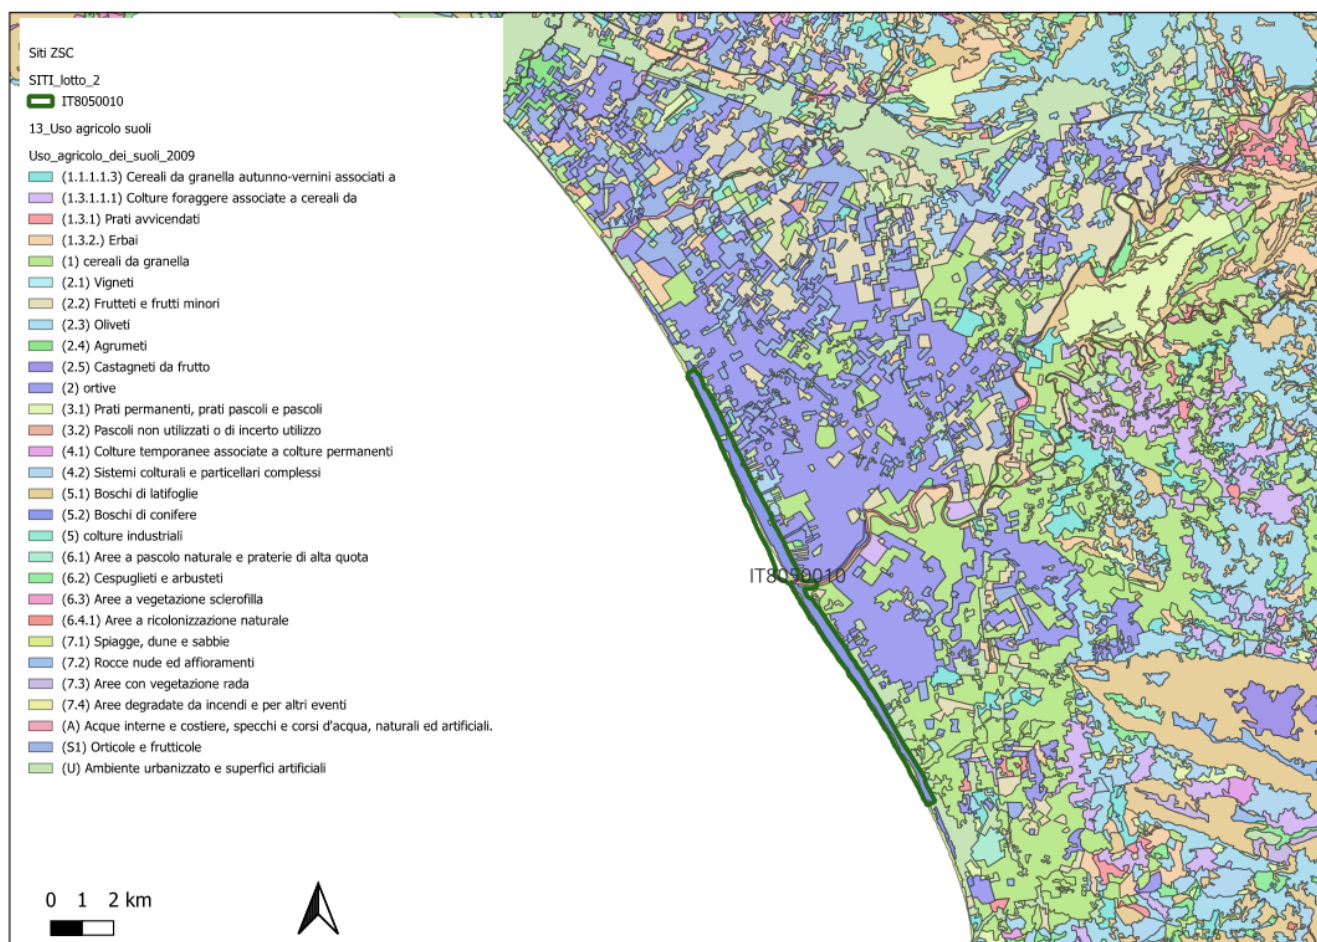 Siti ZSC
SITI_lotto_2
IT8050010
13_Uso agricolo suoli
Uso_agricolo_dei_suoli_2009
(1.1.1.1.3) Cereali da granella autunno-vernini associati a
(1.3.1.1.1) Colture foraggere associate a cereali da
(1.3.1) Prati avvicendati
(1.3.2.) Erbai
(1) cereali da granella
(2.1) Vigneti
(2.2) Frutteti e frutti minori
(2.3) Oliveti
(2.4) Agrumeti
(2.5) Castagneti da frutto
(2) ortive
(3.1) Prati permanenti, prati pascoli e pascoli
(3.2) Pascoli non utilizzati o di incerto utilizzo
(4.1) Colture temporanee associate a colture permanenti
(4.2) Sistemi colturali e particellari complessi
(5.1) Boschi di latifoglie
(5.2) Boschi di conifere
(5) colture industriali
(6.1) Aree a pascolo naturale e praterie di alta quota
(6.2) Cespuglieti e arbusteti
(6.3) Aree a vegetazione sclerofilla
(6.4.1) Aree a ricolonizzazione naturale
(7.1) Spiagge, dune e sabbie
(7.2) Rocce nude ed affioramenti
(7.3) Aree con vegetazione rada
(7.4) Aree degradate da incendi e per altri eventi
(A) Acque interne e costiere, specchi e corsi d'acqua, naturali ed artificiali.
(S1) Orticole e frutticole
(U) Ambiente urbanizzato e superfici artificiali
IT8050010
0 1 2 km